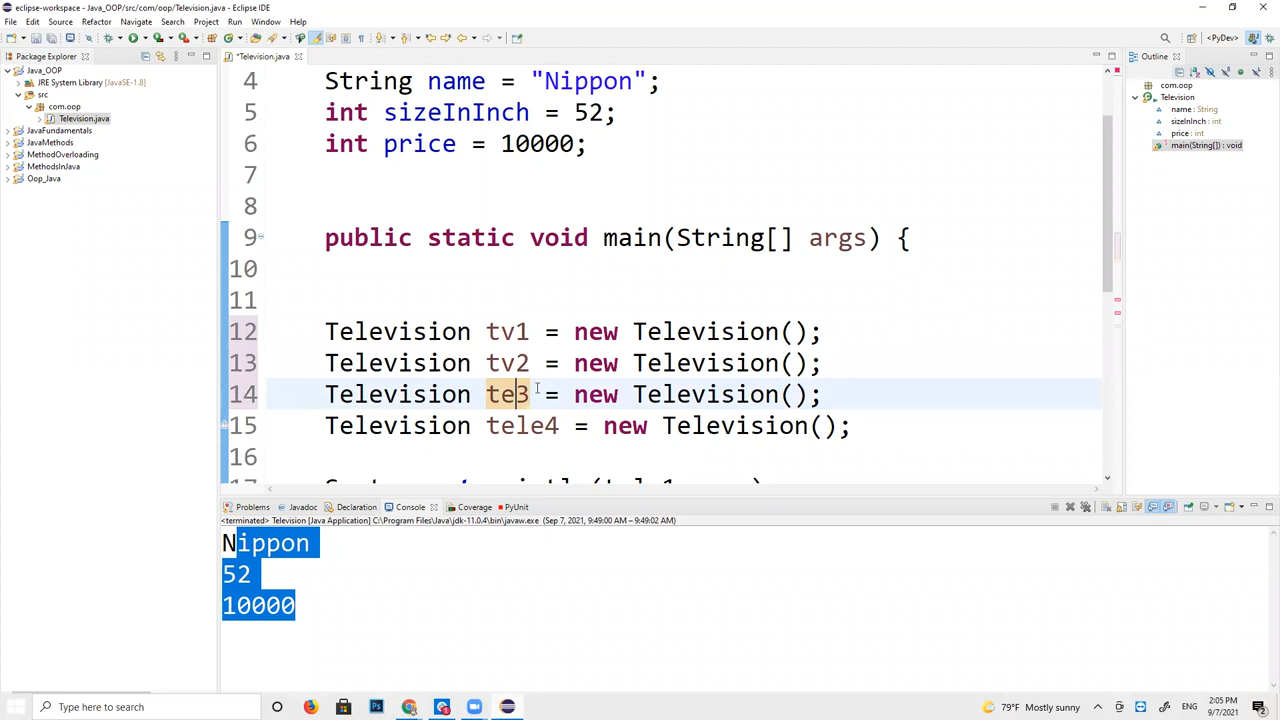 eclipse-workspace - Java_OOP/src/com/oop/Television.java - Eclipse IDE
File Edit Source Refactor Navigate Search Project Run Window Help
<PyDev>
Package Explorer
*Television.java
Outline
Java_OOP
JRE System Library [JavaSE-1.8]
src
com.oop
Television.java
JavaFundamentals
JavaMethods
MethodOverloading
MethodsInJava
Oop_Java
4 String name = "Nippon";
5 int sizeInInch = 52;
6 int price = 10000;
7
8
9 public static void main(String[] args) {
10
11
12 Television tv1 = new Television();
13 Television tv2 = new Television();
14 Television te3 = new Television();
15 Television tele4 = new Television();
16
com.oop
Television
name : String
sizeInInch : int
price : int
main(String[]) : void
Problems Javadoc Declaration Console Coverage PyUnit
<terminated> Television [Java Application] C:\Program Files\Java\jdk-11.0.4\bin\javaw.exe (Sep 7, 2021, 9:49:00 AM – 9:49:02 AM)
Nippon
52
10000
Type here to search
79°F Mostly sunny
2:05 PM
9/7/2021